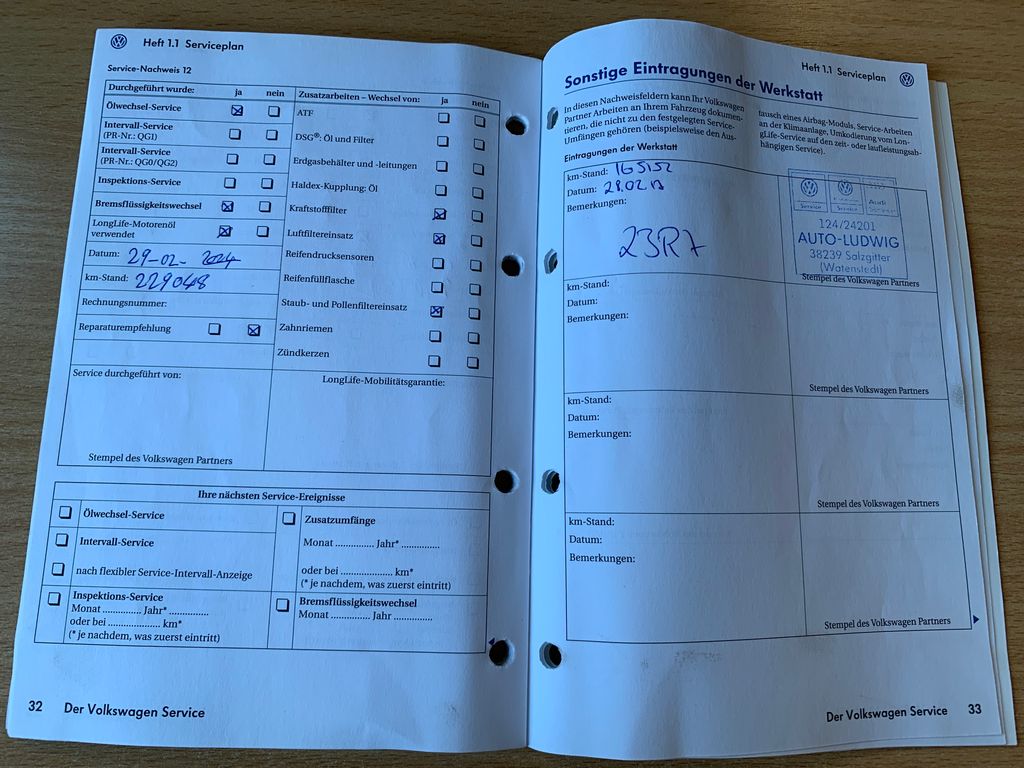 Heft 1.1 Serviceplan
Service-Nachweis 12
Durchgeführt wurde: ja nein
Ölwechsel-Service
Intervall-Service
(PR-Nr.: QG1)
Intervall-Service
(PR-Nr.: QG0/QG2)
Inspektions-Service
Bremsflüssigkeitswechsel
LongLife-Motorenöl
verwendet
Datum: 29-02-2024
km-Stand: 229048
Rechnungsnummer:
Reparaturempfehlung
Zusatzarbeiten – Wechsel von: ja nein
ATF
DSG®: Öl und Filter
Erdgasbehälter und -leitungen
Haldex-Kupplung: Öl
Kraftstofffilter
Luftfiltereinsatz
Reifendrucksensoren
Reifenfüllflasche
Staub- und Pollenfiltereinsatz
Zahnriemen
Zündkerzen
Service durchgeführt von:
Stempel des Volkswagen Partners
LongLife-Mobilitätsgarantie:
Ihre nächsten Service-Ereignisse
Ölwechsel-Service
Intervall-Service
nach flexibler Service-Intervall-Anzeige
Inspektions-Service
Monat .............. Jahr* ..............
oder bei ................... km*
(* je nachdem, was zuerst eintritt)
Zusatzumfänge
Monat .............. Jahr* ..............
oder bei ................... km*
(* je nachdem, was zuerst eintritt)
Bremsflüssigkeitswechsel
Monat .............. Jahr ..............
32 Der Volkswagen Service
Heft 1.1 Serviceplan
Sonstige Eintragungen der Werkstatt
In diesen Nachweisfeldern kann Ihr Volkswagen
Partner Arbeiten an Ihrem Fahrzeug dokumen-
tieren, die nicht zu den festgelegten Service-
Umfängen gehören (beispielsweise den Aus-
tausch eines Airbag-Moduls, Service-Arbeiten
an der Klimaanlage, Umkodierung vom Lon-
gLife-Service auf den zeit- oder laufleistungsab-
hängigen Service).
Eintragungen der Werkstatt
km-Stand: 165152
Datum: 28.02.
Bemerkungen:
23R7
Service
Service
Audi
124/24201
AUTO-LUDWIG
38239 Salzgitter
(Watenstedt)
Stempel des Volkswagen Partners
km-Stand:
Datum:
Bemerkungen:
Stempel des Volkswagen Partners
km-Stand:
Datum:
Bemerkungen:
Stempel des Volkswagen Partners
km-Stand:
Datum:
Bemerkungen:
Stempel des Volkswagen Partners
Der Volkswagen Service 33